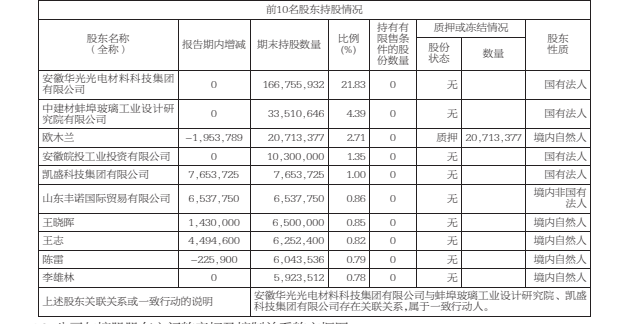 前10名股东持股情况
股东名称（全称） 报告期内增减 期末持股数量 比例(%) 持有有限售条件的股份数量 质押或冻结情况 股东性质
股份状态 数量
安徽华光光电材料科技集团有限公司 0 166,755,932 21.83 0 无 国有法人
中建材蚌埠玻璃工业设计研究院有限公司 0 33,510,646 4.39 0 无 国有法人
欧木兰 -1,953,789 20,713,377 2.71 0 质押 20,713,377 境内自然人
安徽皖投工业投资有限公司 0 10,300,000 1.35 0 无 国有法人
凯盛科技集团有限公司 7,653,725 7,653,725 1.00 0 无 国有法人
山东丰诺国际贸易有限公司 6,537,750 6,537,750 0.86 0 无 境内非国有法人
王晓晖 1,430,000 6,500,000 0.85 0 无 境内自然人
王志 4,494,600 6,252,400 0.82 0 无 境内自然人
陈雷 -225,900 6,043,536 0.79 0 无 境内自然人
李雄林 0 5,923,512 0.78 0 无 境内自然人
上述股东关联关系或一致行动的说明 安徽华光光电材料科技集团有限公司与蚌埠玻璃工业设计研究院、凯盛
科技集团有限公司存在关联关系,属于一致行动人。